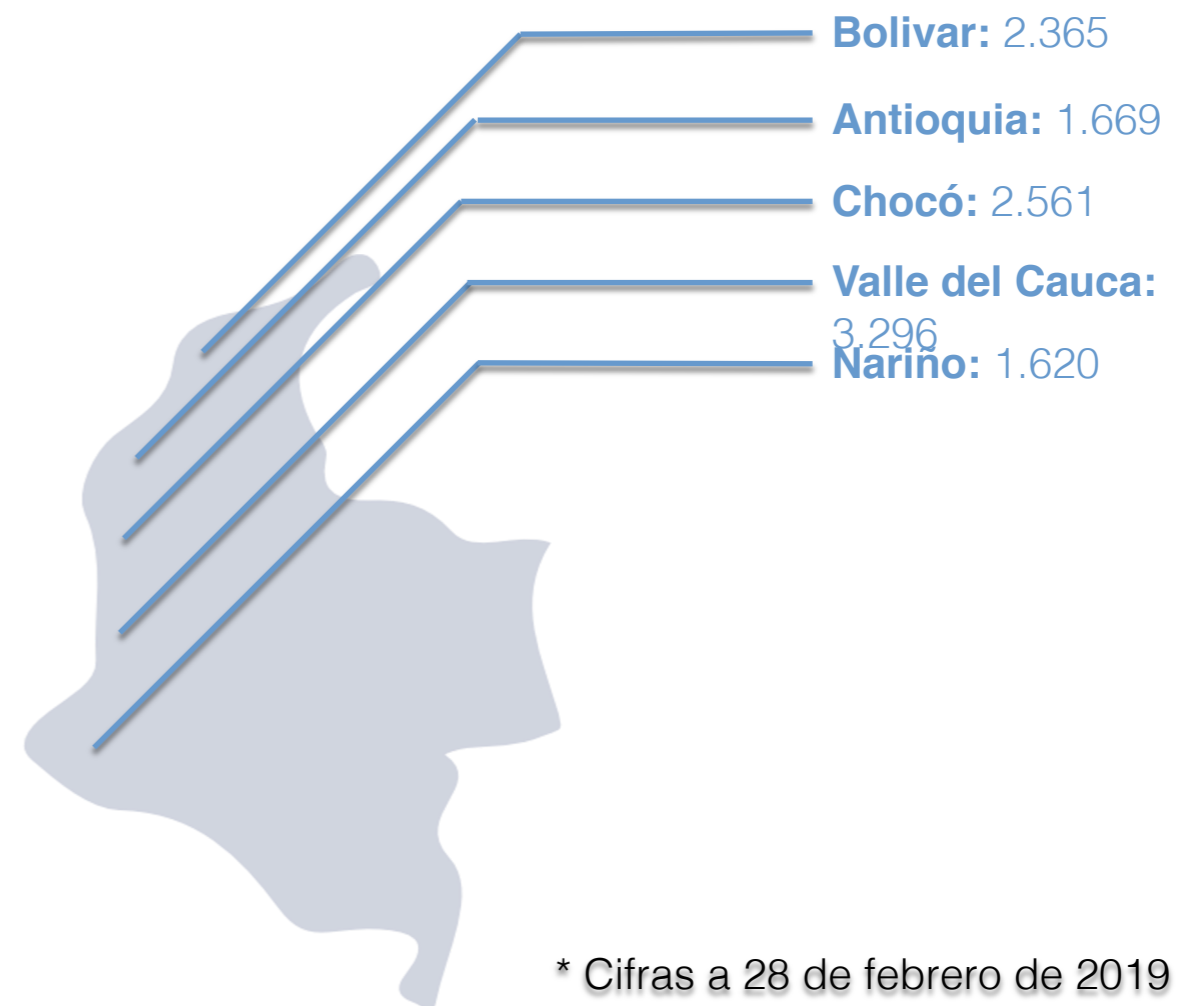 Bolivar: 2.365
Antioquia: 1.669
Chocó: 2.561
Valle del Cauca:
3.296
Nariño: 1.620
* Cifras a 28 de febrero de 2019